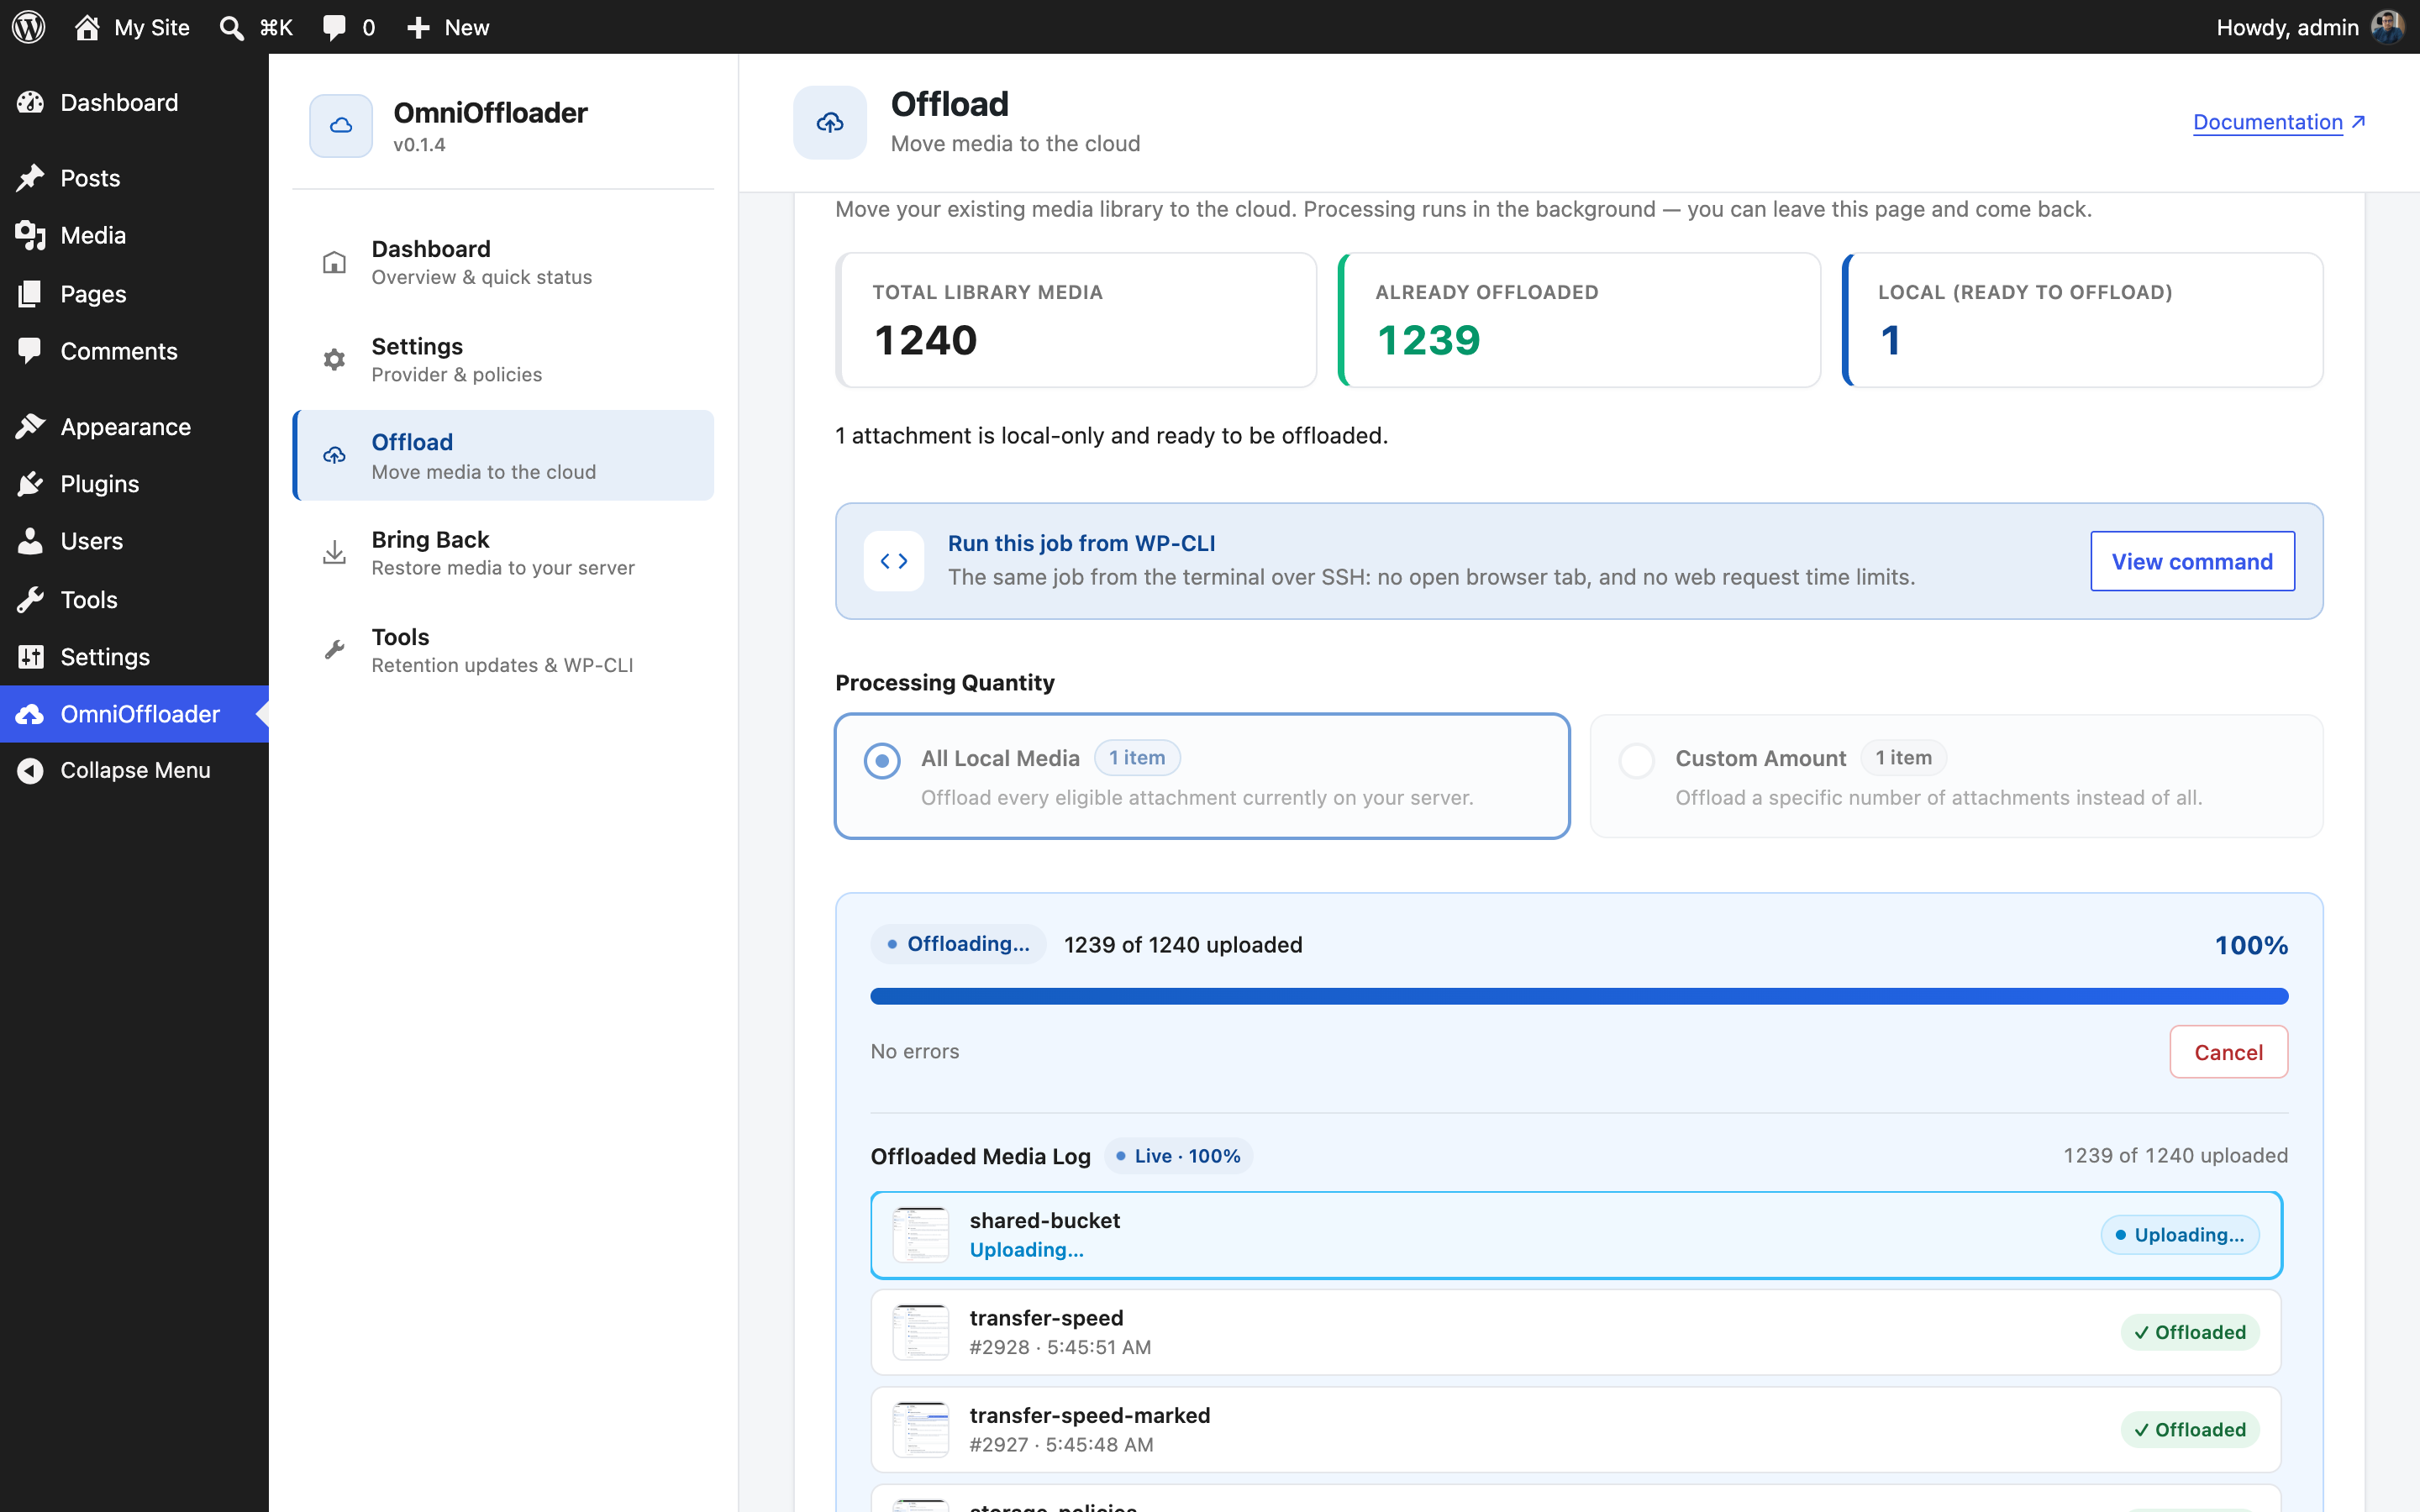 My Site
⌘K
0
New
Howdy, admin
Dashboard
Posts
Media
Pages
Comments
Appearance
Plugins
Users
Tools
Settings
OmniOffloader
Collapse Menu
OmniOffloader
v0.1.4
Dashboard
Overview & quick status
Settings
Provider & policies
Offload
Move media to the cloud
Bring Back
Restore media to your server
Tools
Retention updates & WP-CLI
Offload
Move media to the cloud
Documentation ↗
Move your existing media library to the cloud. Processing runs in the background — you can leave this page and come back.
TOTAL LIBRARY MEDIA
1240
ALREADY OFFLOADED
1239
LOCAL (READY TO OFFLOAD)
1
1 attachment is local-only and ready to be offloaded.
Run this job from WP-CLI
The same job from the terminal over SSH: no open browser tab, and no web request time limits.
View command
Processing Quantity
All Local Media 1 item
Offload every eligible attachment currently on your server.
Custom Amount 1 item
Offload a specific number of attachments instead of all.
Offloading... 1239 of 1240 uploaded 100%
No errors
Cancel
Offloaded Media Log Live · 100% 1239 of 1240 uploaded
shared-bucket
Uploading...
Uploading...
transfer-speed
#2928 · 5:45:51 AM
✓ Offloaded
transfer-speed-marked
#2927 · 5:45:48 AM
✓ Offloaded